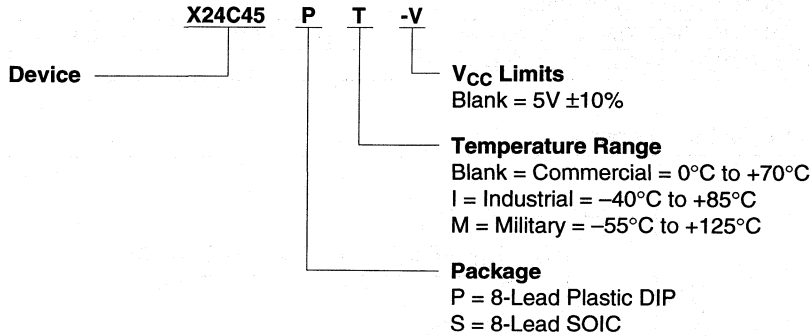 X24C45 P T -V
Device
VCC Limits
Blank = 5V ±10%
Temperature Range
Blank = Commercial = 0°C to +70°C
I = Industrial = –40°C to +85°C
M = Military = –55°C to +125°C
Package
P = 8-Lead Plastic DIP
S = 8-Lead SOIC